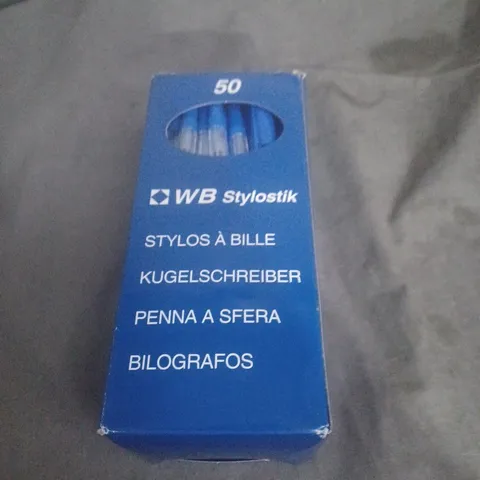 50
WB Stylostik
STYLOS À BILLE
KUGELSCHREIBER
PENNA A SFERA
BILOGRAFOS